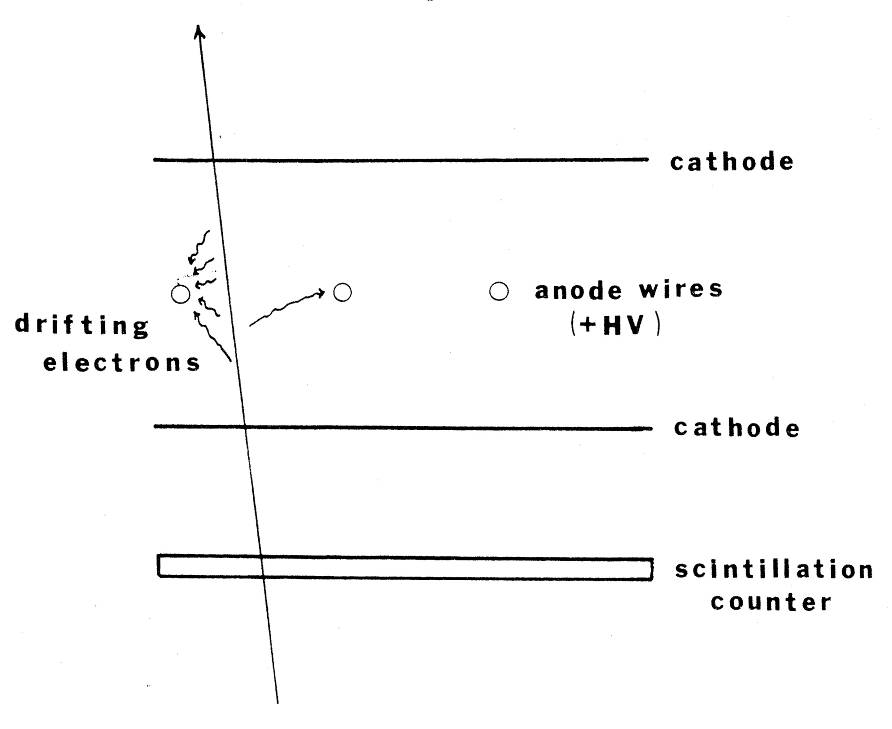 cathode
anode wires
(+HV)
drifting
electrons
cathode
scintillation
counter